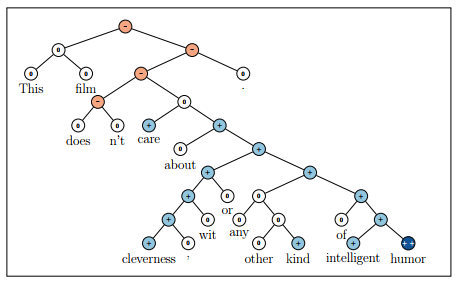 This film .
does n't care
about
cleverness , wit or any other kind of intelligent humor